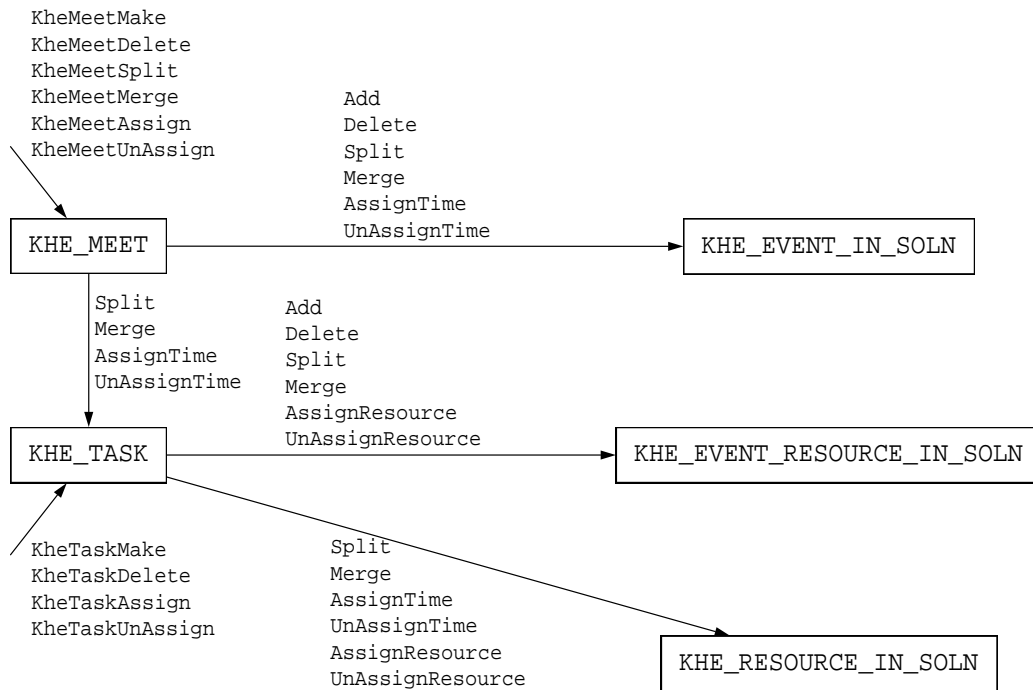 KheMeetMake
KheMeetDelete
KheMeetSplit
KheMeetMerge
KheMeetAssign
KheMeetUnAssign
Add
Delete
Split
Merge
AssignTime
UnAssignTime
KHE_MEET
KHE_EVENT_IN_SOLN
Split
Merge
AssignTime
UnAssignTime
Add
Delete
Split
Merge
AssignResource
UnAssignResource
KHE_TASK
KHE_EVENT_RESOURCE_IN_SOLN
KheTaskMake
KheTaskDelete
KheTaskAssign
KheTaskUnAssign
Split
Merge
AssignTime
UnAssignTime
AssignResource
UnAssignResource
KHE_RESOURCE_IN_SOLN